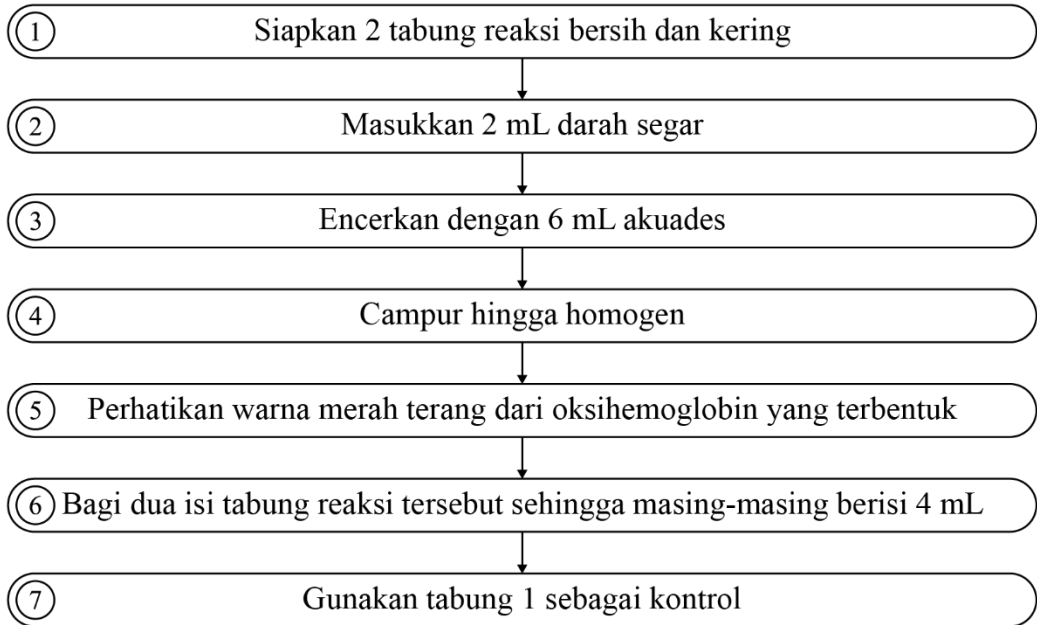 1 Siapkan 2 tabung reaksi bersih dan kering
2 Masukkan 2 mL darah segar
3 Encerkan dengan 6 mL akuades
4 Campur hingga homogen
5 Perhatikan warna merah terang dari oksihemoglobin yang terbentuk
6 Bagi dua isi tabung reaksi tersebut sehingga masing-masing berisi 4 mL
7 Gunakan tabung 1 sebagai kontrol